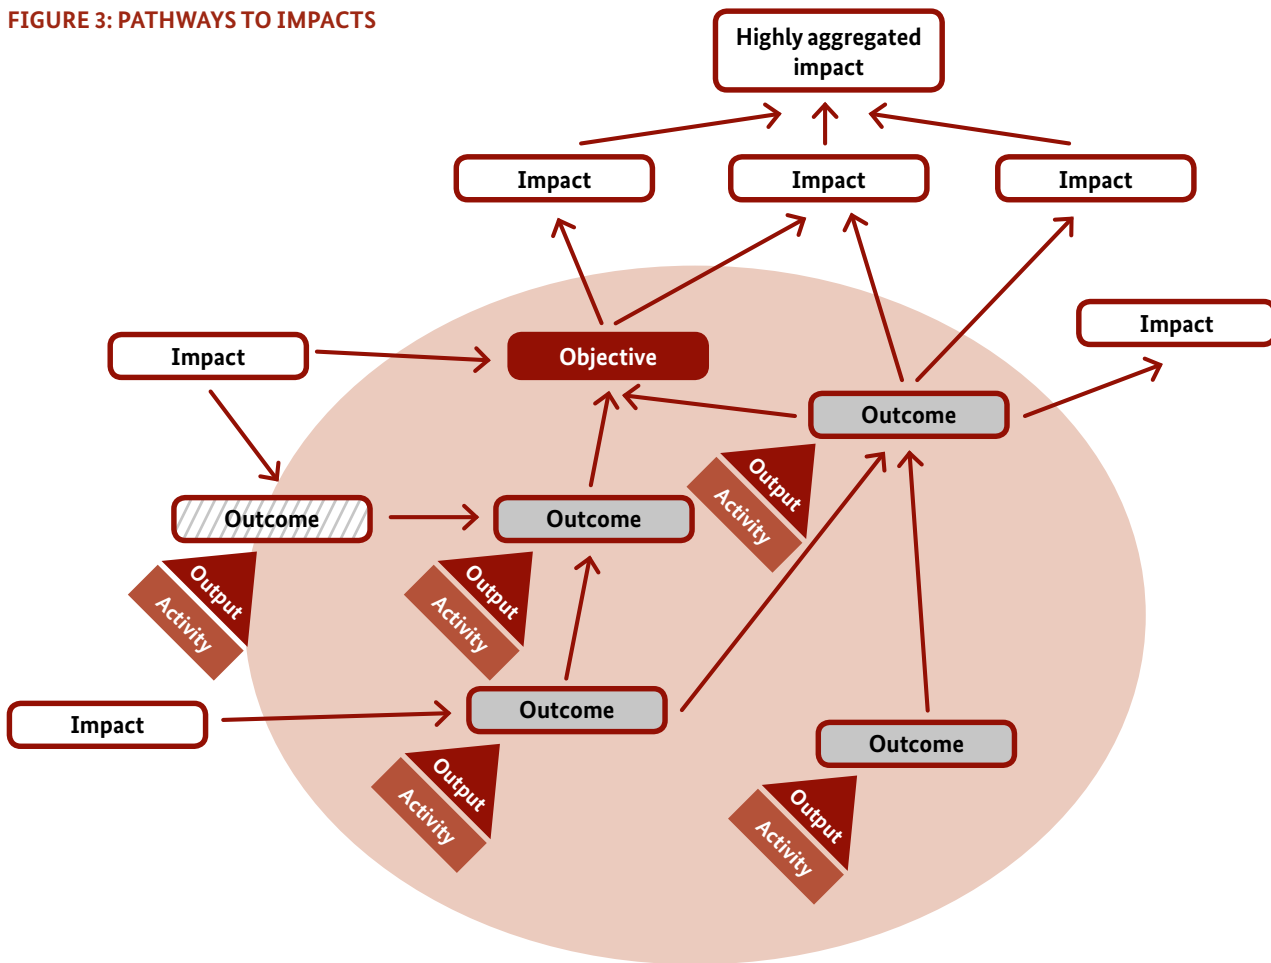 FIGURE 3: PATHWAYS TO IMPACTS
Highly aggregated
impact
Impact
Impact
Impact
Impact
Impact
Objective
Outcome
Output
Activity
Outcome
Output
Activity
Outcome
Output
Activity
Impact
Outcome
Output
Activity
Outcome
Output
Activity